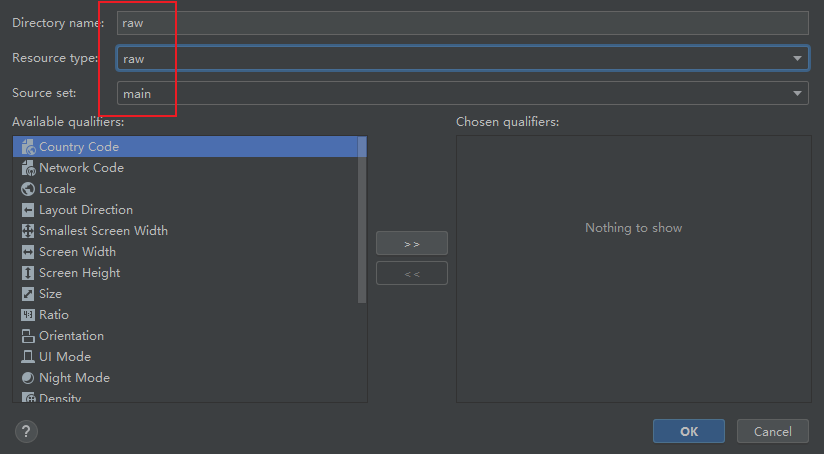 Directory name: raw
Resource type: raw
Source set: main
Available qualifiers:
Country Code
Network Code
Locale
Layout Direction
Smallest Screen Width
Screen Width
Screen Height
Size
Ratio
Orientation
UI Mode
Night Mode
Density
>>
<<
Chosen qualifiers:
Nothing to show
?
OK
Cancel